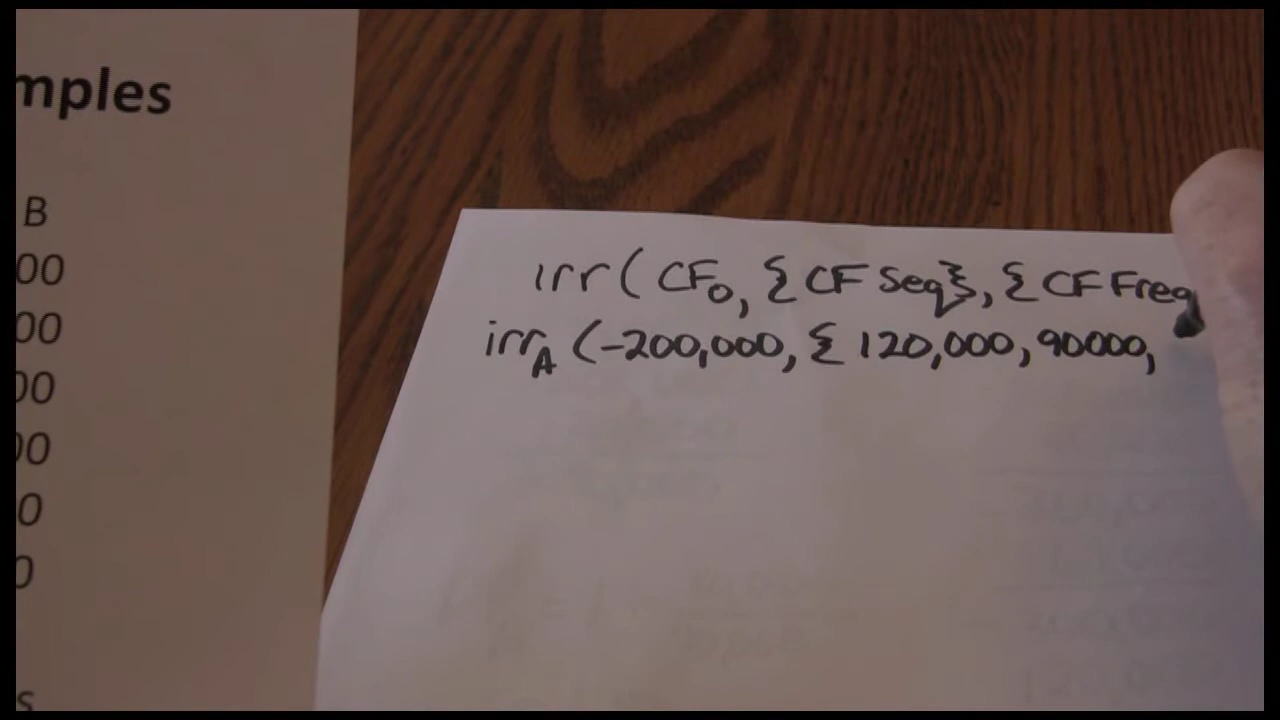 mples
B
00
00
00
00
0
0
s
irr ( CF0, { CF Seq}, { CF Freq
irrA (-200,000, { 120,000, 90000,